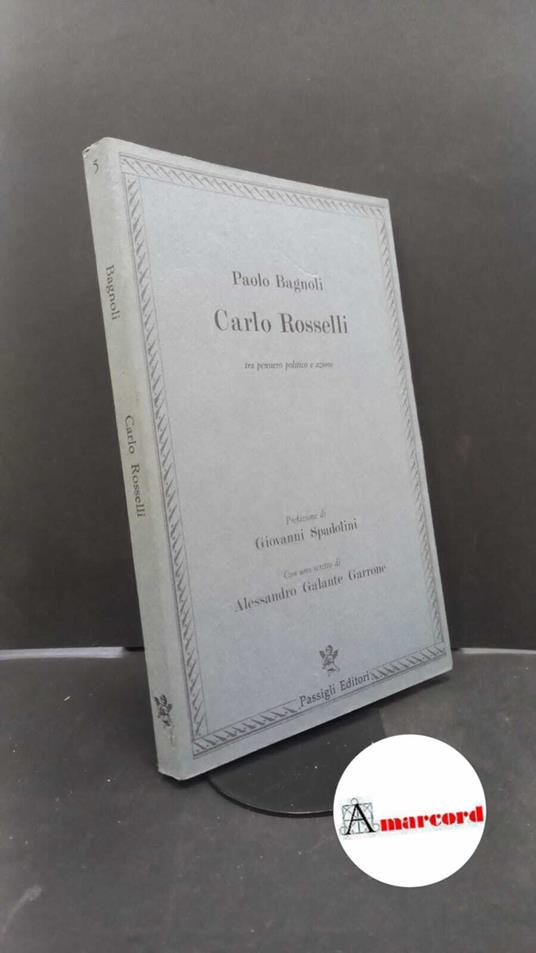 5
Bagnoli
Carlo Rosselli
Paolo Bagnoli
Carlo Rosselli
tra pensiero politico e azione
Prefazione di
Giovanni Spadolini
Con uno scritto di
Alessandro Galante Garrone
Passigli Editori
Amarcord